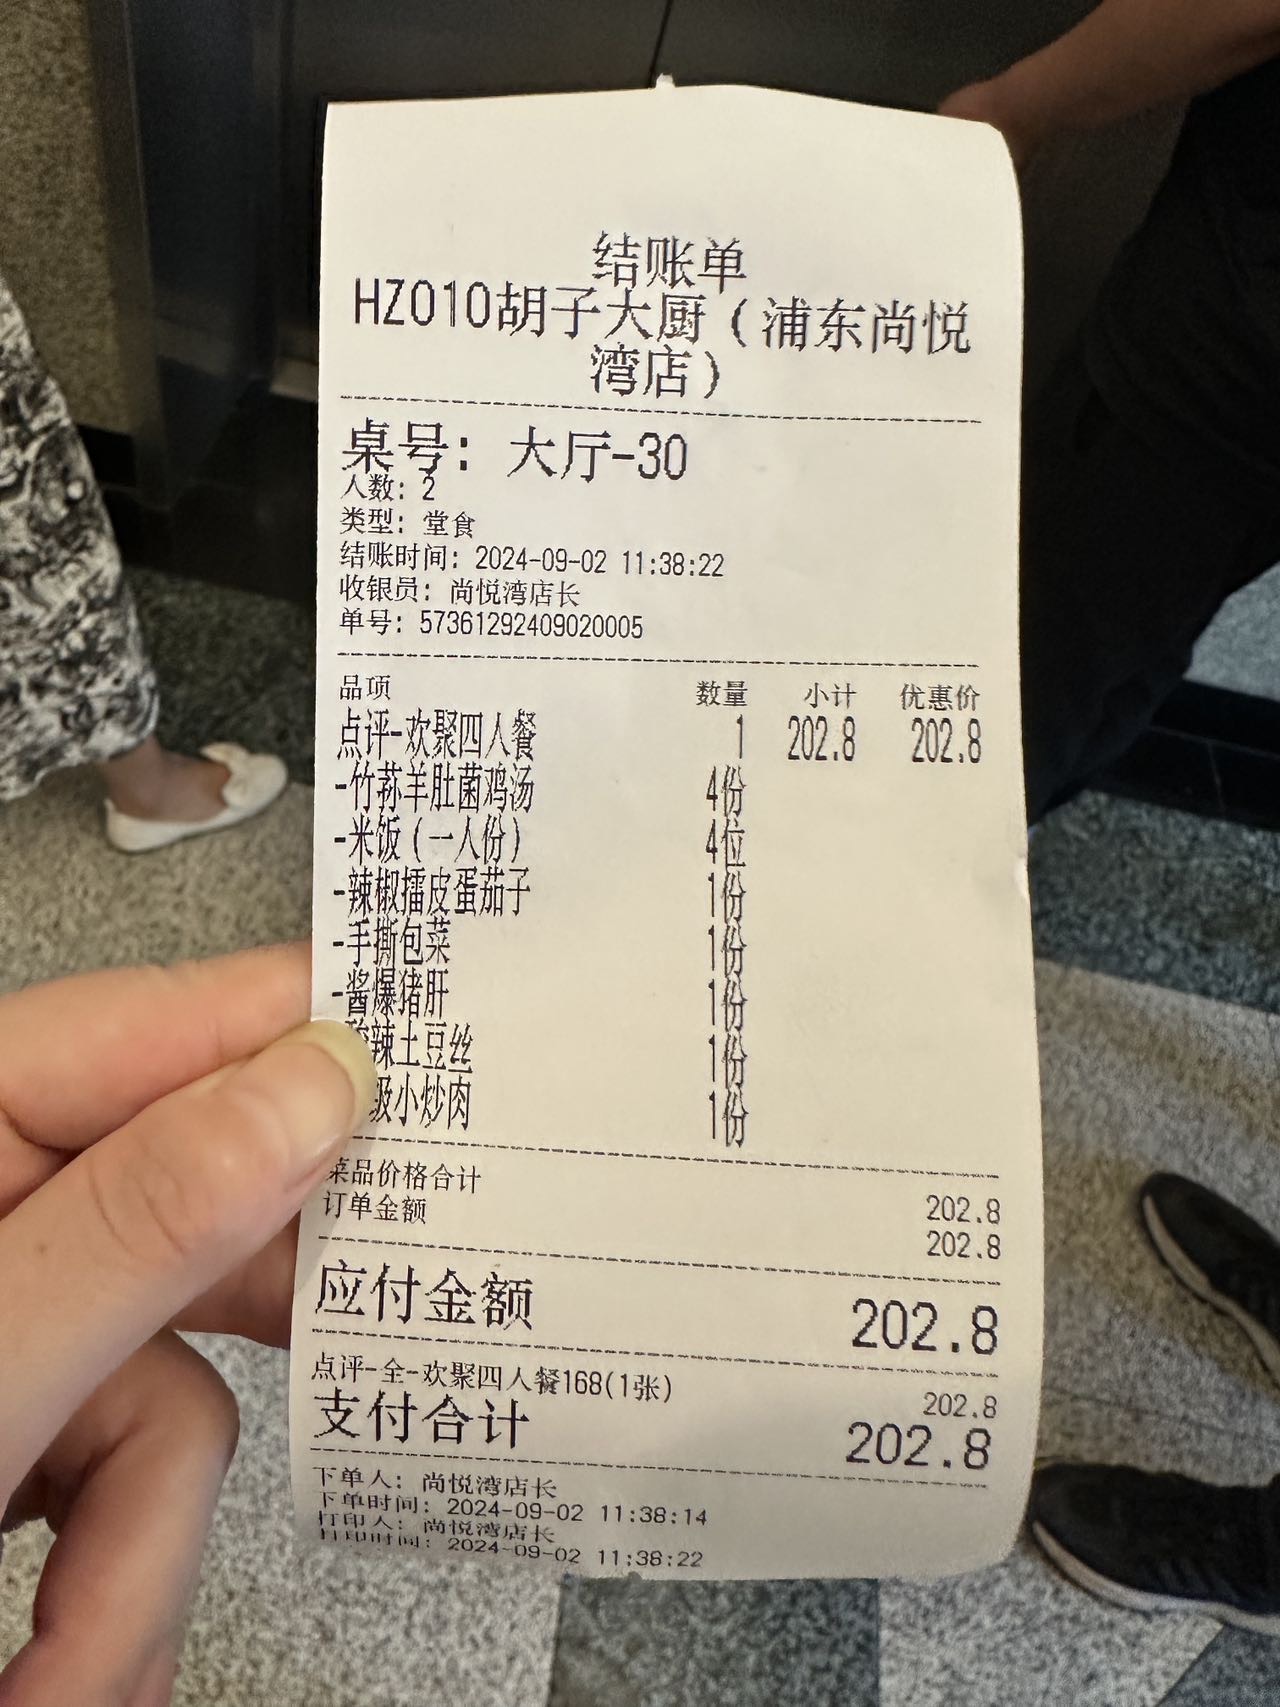 结账单
HZ010胡子大厨（浦东尚悦
湾店）
桌号：大厅-30
人数：2
类型：堂食
结账时间：2024-09-02 11:38:22
收银员：尚悦湾店长
单号：57361292409020005
品项 数量 小计 优惠价
点评-欢聚四人餐 1 202.8 202.8
-竹荪羊肚菌鸡汤 4份
-米饭（一人份） 4位
-辣椒擂皮蛋茄子 1份
-手撕包菜 1份
-酱爆猪肝 1份
酸辣土豆丝 1份
级小炒肉 1份
菜品价格合计 202.8
订单金额 202.8
应付金额 202.8
点评-全-欢聚四人餐168(1张) 202.8
支付合计 202.8
下单人：尚悦湾店长
下单时间：2024-09-02 11:38:14
打印人：尚悦湾店长
打印时间：2024-09-02 11:38:22